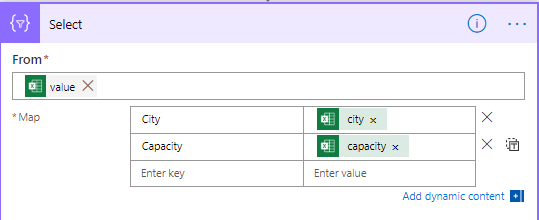 Select
From*
value
* Map
City city
Capacity capacity
Enter key Enter value
Add dynamic content